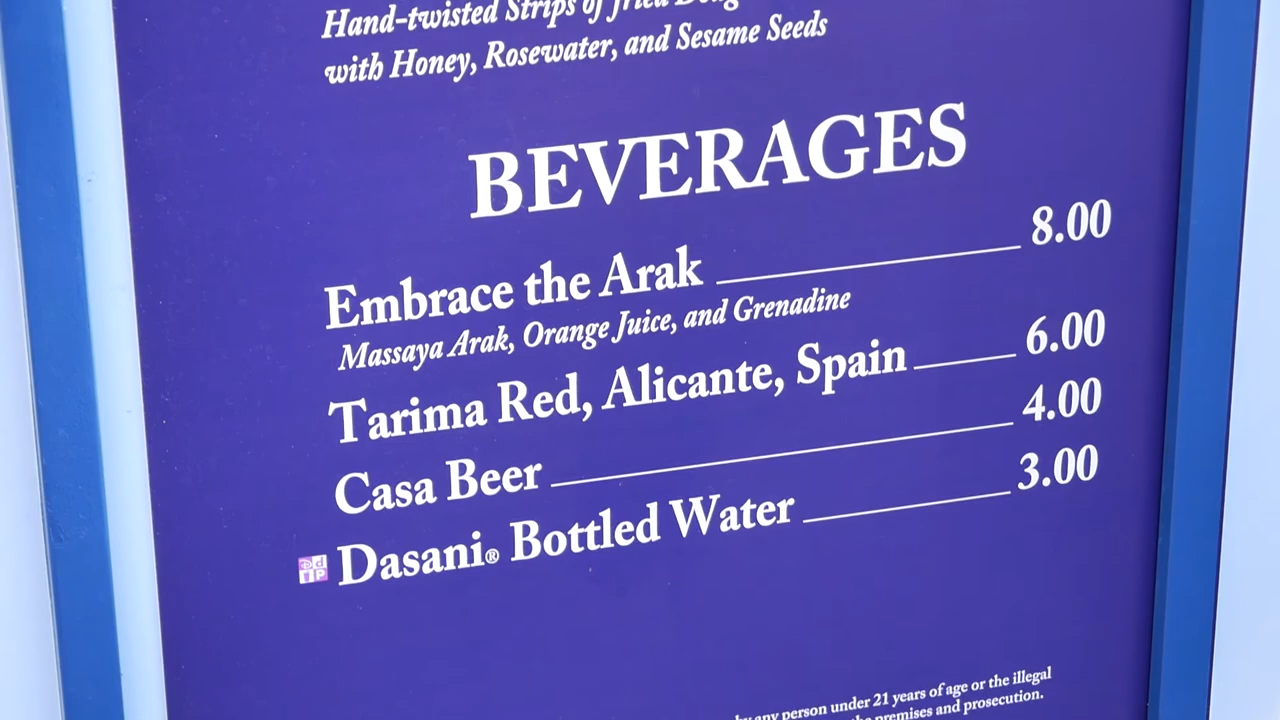 Hand-twisted Strips of fried
with Honey, Rosewater, and Sesame Seeds
BEVERAGES
Embrace the Arak 8.00
Massaya Arak, Orange Juice, and Grenadine
Tarima Red, Alicante, Spain 6.00
Casa Beer 4.00
Dasani® Bottled Water 3.00
by any person under 21 years of age or the illegal
premises and prosecution.